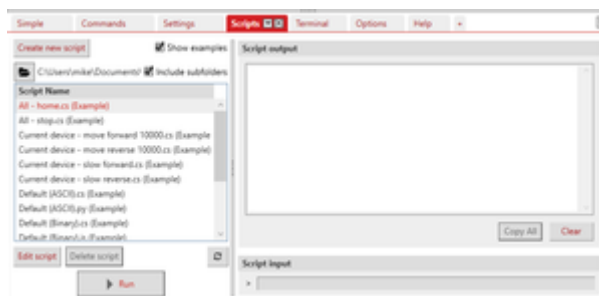 Simple Commands Settings Scripts Terminal Options Help +
Create new script Show examples
C:\Users\mike\Documents\ Include subfolders
Script Name
All - home.cs (Example)
All - stop.cs (Example)
Current device - move forward 10000.cs (Example
Current device - move reverse 10000.cs (Example)
Current device - slow forward.cs (Example)
Current device - slow reverse.cs (Example)
Default (ASCII).cs (Example)
Default (ASCII).py (Example)
Default (Binary).cs (Example)
Default (Binary).js (Example)
Edit script Delete script
Run
Script output
Copy All Clear
Script input
>